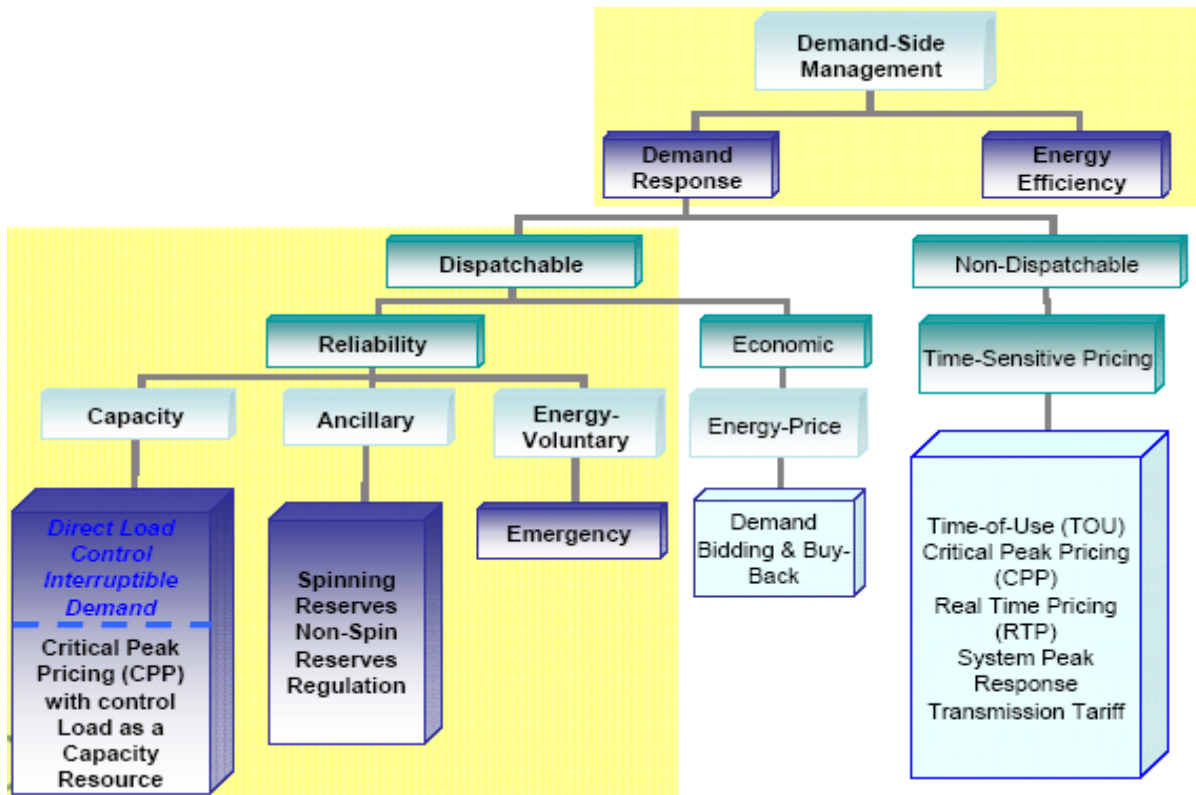 Demand-Side
Management
Demand
Response
Energy
Efficiency
Dispatchable
Non-Dispatchable
Reliability
Economic
Time-Sensitive Pricing
Capacity
Ancillary
Energy-
Voluntary
Energy-Price
Direct Load
Control
Interruptible
Demand
Critical Peak
Pricing (CPP)
with control
Load as a
Capacity
Resource
Spinning
Reserves
Non-Spin
Reserves
Regulation
Emergency
Demand
Bidding & Buy-
Back
Time-of-Use (TOU)
Critical Peak Pricing
(CPP)
Real Time Pricing
(RTP)
System Peak
Response
Transmission Tariff